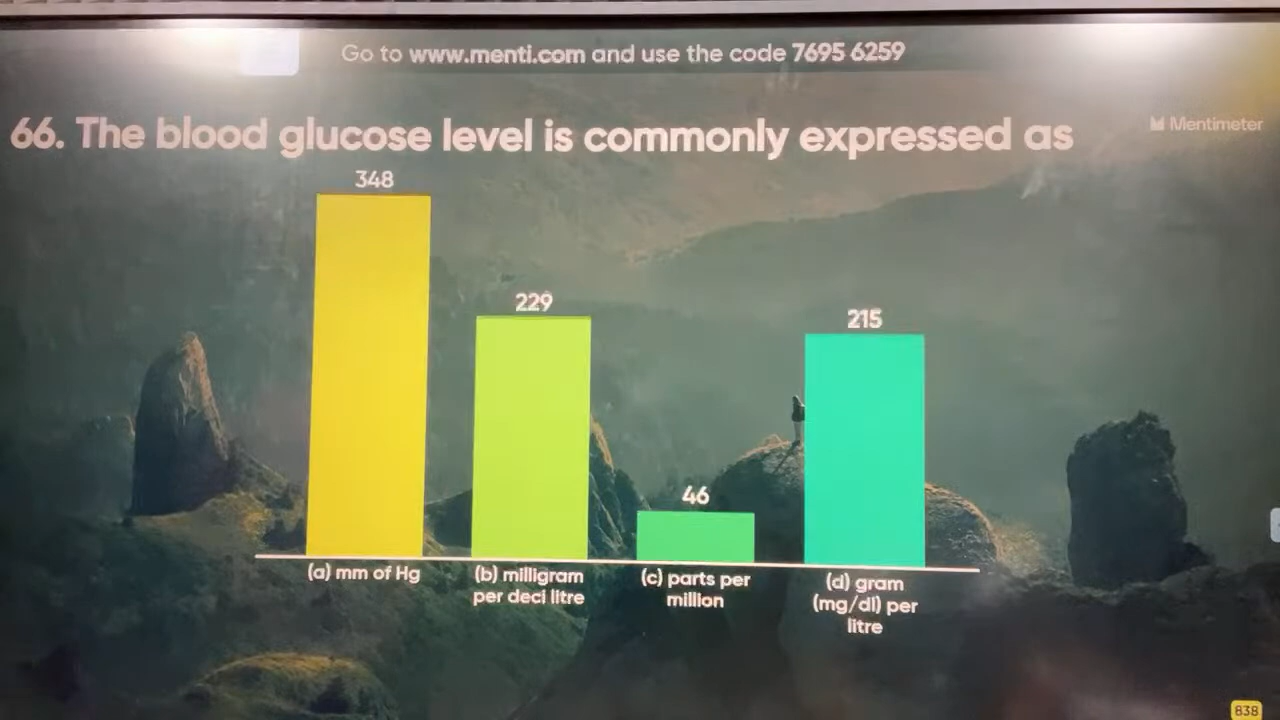 Go to www.menti.com and use the code 7695 6259
66. The blood glucose level is commonly expressed as
Mentimeter
348
229
46
215
(a) mm of Hg
(b) milligram
per deci litre
(c) parts per
million
(d) gram
(mg/dl) per
litre
838